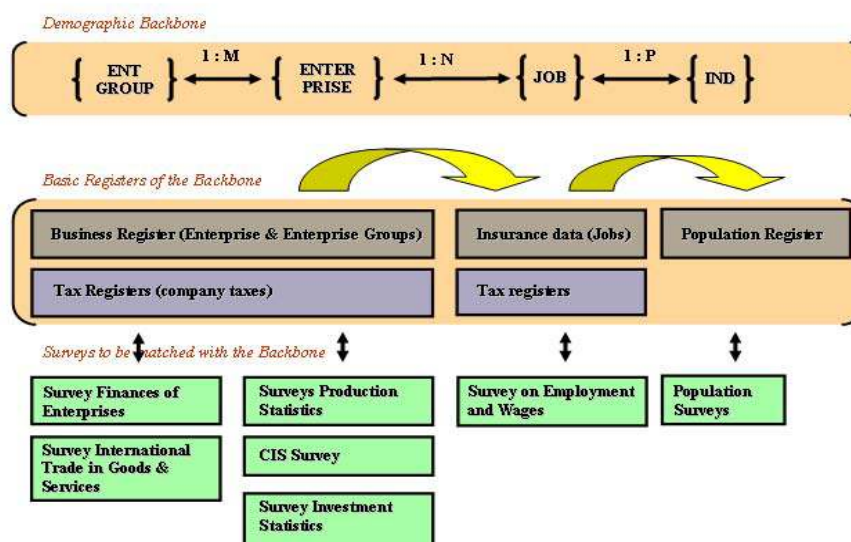 Demographic Backbone
1 : M
1 : N
1 : P
ENT
GROUP
ENTER
PRISE
JOB
IND
Basic Registers of the Backbone
Business Register (Enterprise & Enterprise Groups)
Insurance data (Jobs)
Population Register
Tax Registers (company taxes)
Tax registers
Surveys to be matched with the Backbone
Survey Finances of
Enterprises
Surveys Production
Statistics
Survey on Employment
and Wages
Population
Surveys
Survey International
Trade in Goods &
Services
CIS Survey
Survey Investment
Statistics